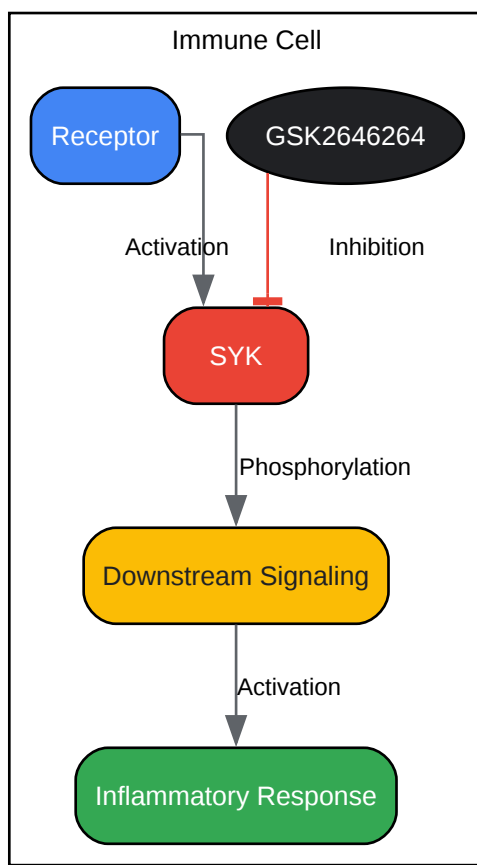 Immune Cell
Receptor
GSK2646264
Activation
Inhibition
SYK
Phosphorylation
Downstream Signaling
Activation
Inflammatory Response